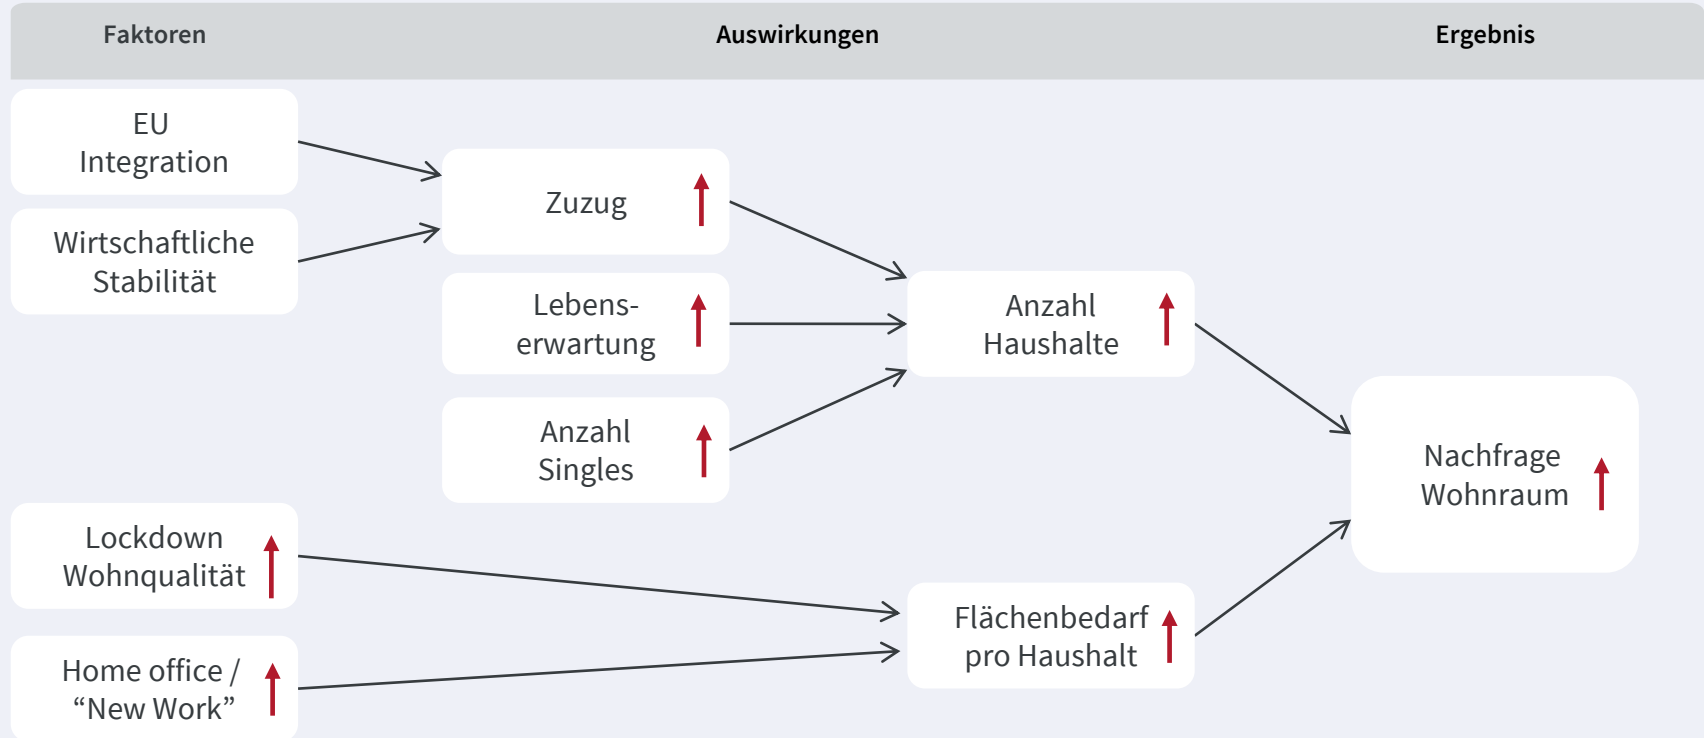 Faktoren
Auswirkungen
Ergebnis
EU
Integration
Wirtschaftliche
Stabilität
Zuzug
Lebens-
erwartung
Anzahl
Singles
Anzahl
Haushalte
Nachfrage
Wohnraum
Lockdown
Wohnqualität
Home office /
“New Work”
Flächenbedarf
pro Haushalt